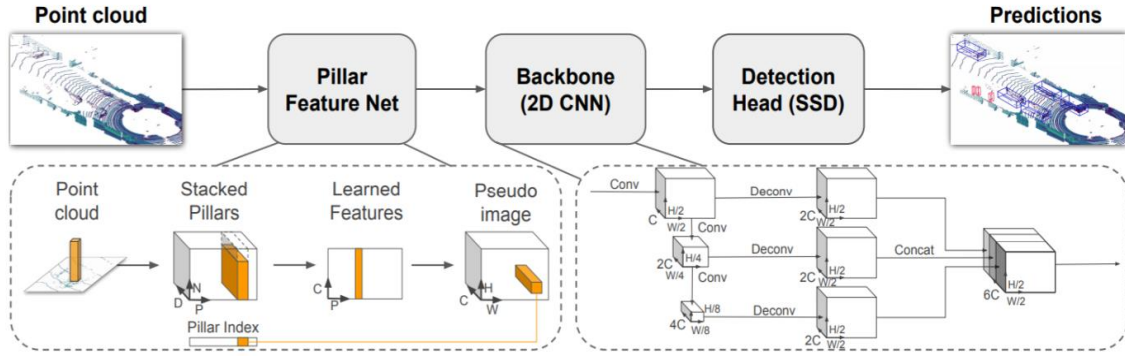 Point cloud
Predictions
Pillar
Feature Net
Backbone
(2D CNN)
Detection
Head (SSD)
Point
cloud
Stacked
Pillars
Learned
Features
Pseudo
image
N
D
P
C
P
H
C
W
Pillar Index
Conv
H/2
C
W/2
Conv
Deconv
H/2
2C
W/2
H/4
2C
W/4
Conv
Deconv
H/2
2C
W/2
Concat
H/8
4C
W/8
Deconv
H/2
2C
W/2
H/2
6C
W/2